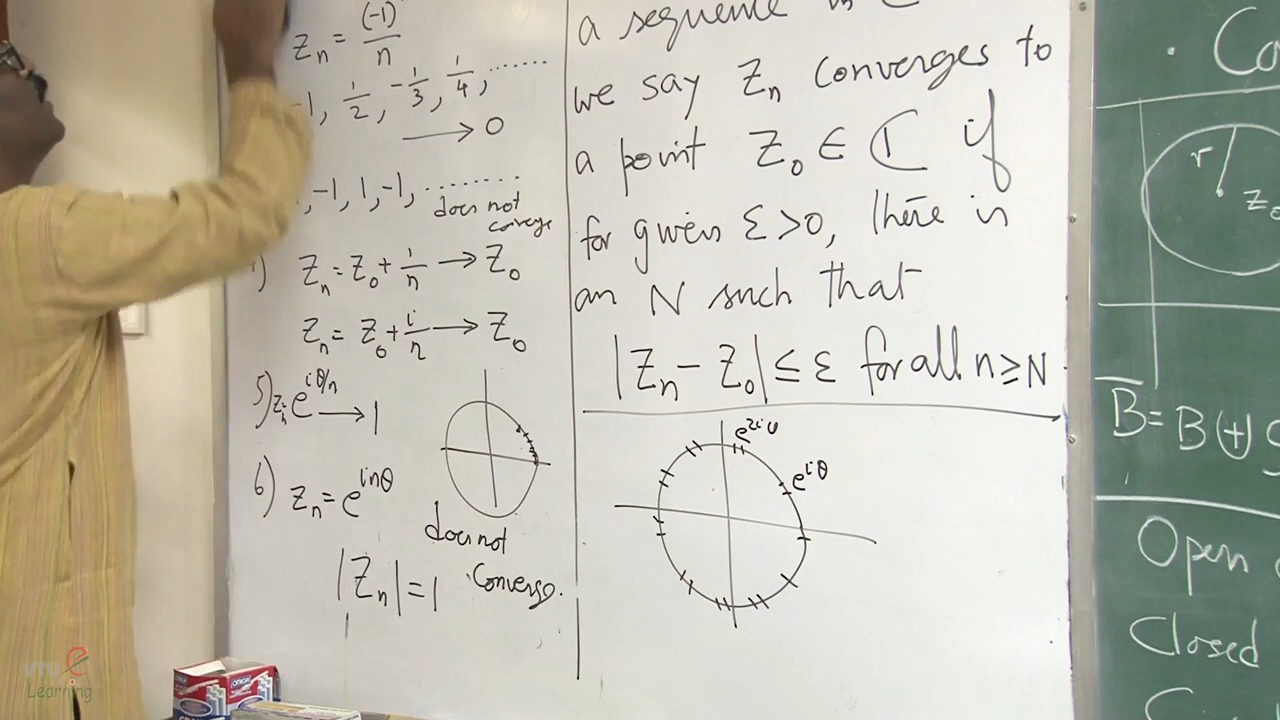 zₙ = (-1)/n
-1, 1/2, -1/3, 1/4, ........
⟶ 0
, -1, 1, -1, ........ does not
converge
zₙ = z₀ + 1/n ⟶ z₀
zₙ = z₀ + i/n ⟶ z₀
5) zₙ = e^{iθ/n} ⟶ 1
6) zₙ = e^{inθ}
does not
converge.
|zₙ| = 1
a sequence in ℂ
we say zₙ converges to
a point z₀ ∈ ℂ if
for given ε>0, there is
an N such that
|zₙ - z₀| ≤ ε for all n ≥ N
e^{2iθ}
e^{iθ}
r
z₀
B̅ = B (+)
Open
Closed
VTU e
Learning